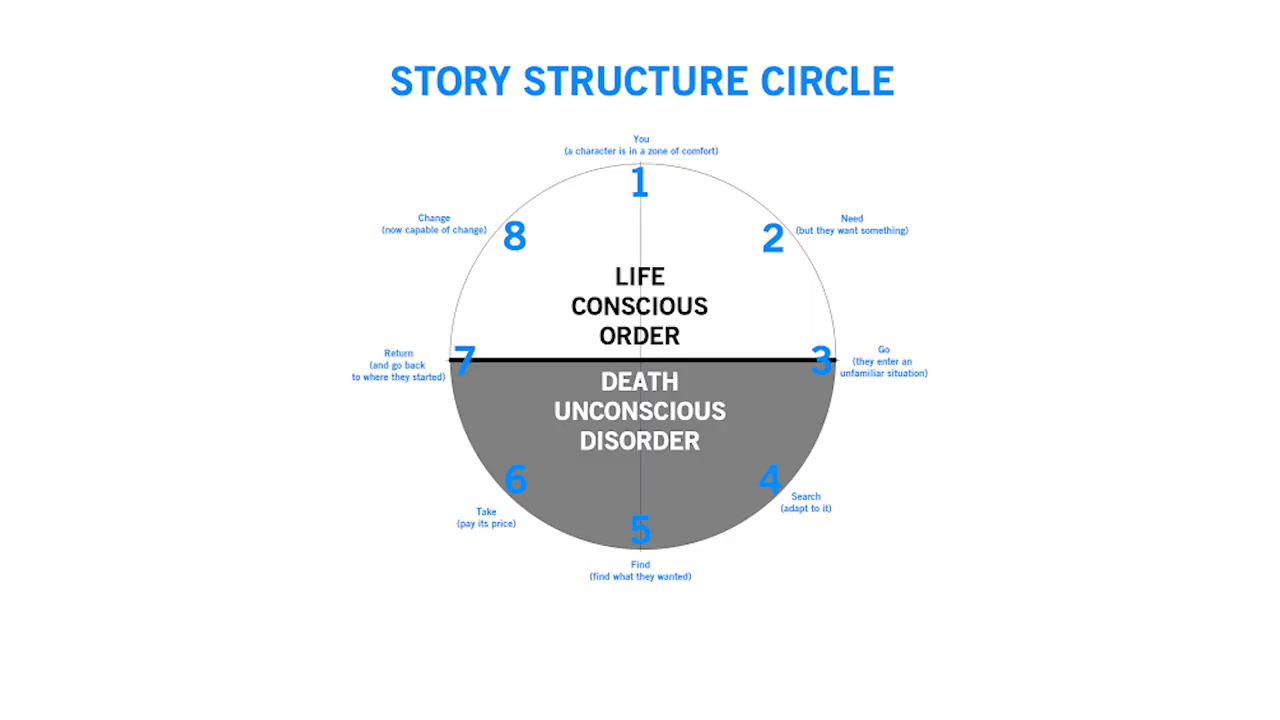 STORY STRUCTURE CIRCLE
You
(a character is in a zone of comfort)
1
Need
(but they want something)
2
Go
(they enter an
unfamiliar situation)
3
Search
(adapt to it)
4
Find
(find what they wanted)
5
Take
(pay its price)
6
Return
(and go back
to where they started)
7
Change
(now capable of change)
8
LIFE
CONSCIOUS
ORDER
DEATH
UNCONSCIOUS
DISORDER